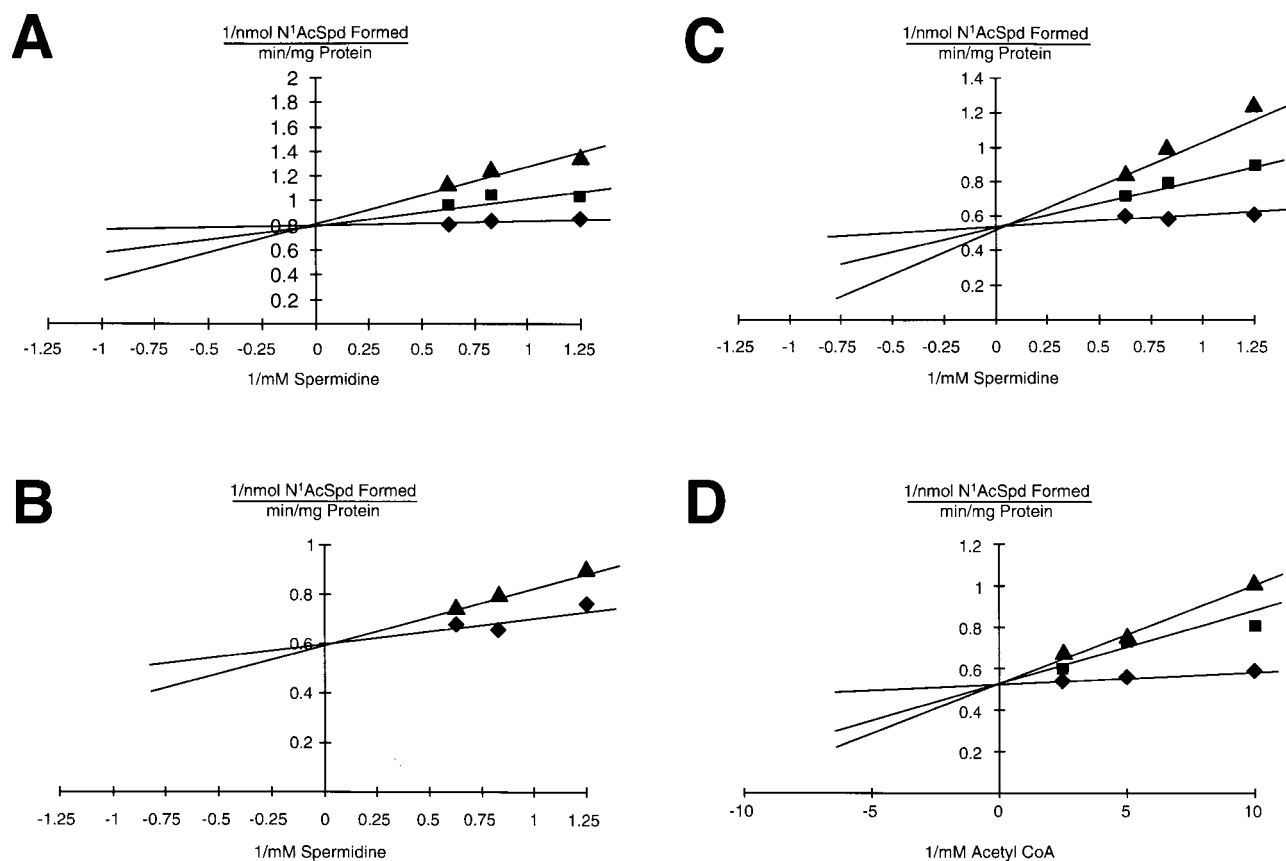 A
1/nmol N¹AcSpd Formed
min/mg Protein
2
1.8
1.6
1.4
1.2
1
0.8
0.6
0.4
0.2
-1.25 -1 -0.75 -0.5 -0.25 0 0.25 0.5 0.75 1 1.25
1/mM Spermidine
C
1/nmol N¹AcSpd Formed
min/mg Protein
1.4
1.2
1
0.8
0.6
0.4
0.2
-1.25 -1 -0.75 -0.5 -0.25 0 0.25 0.5 0.75 1 1.25
1/mM Spermidine
B
1/nmol N¹AcSpd Formed
min/mg Protein
1
0.8
0.6
0.4
0.2
-1.25 -1 -0.75 -0.5 -0.25 0 0.25 0.5 0.75 1 1.25
1/mM Spermidine
D
1/nmol N¹AcSpd Formed
min/mg Protein
1.2
1
0.8
0.6
0.4
0.2
-10 -5 0 5 10
1/mM Acetyl CoA